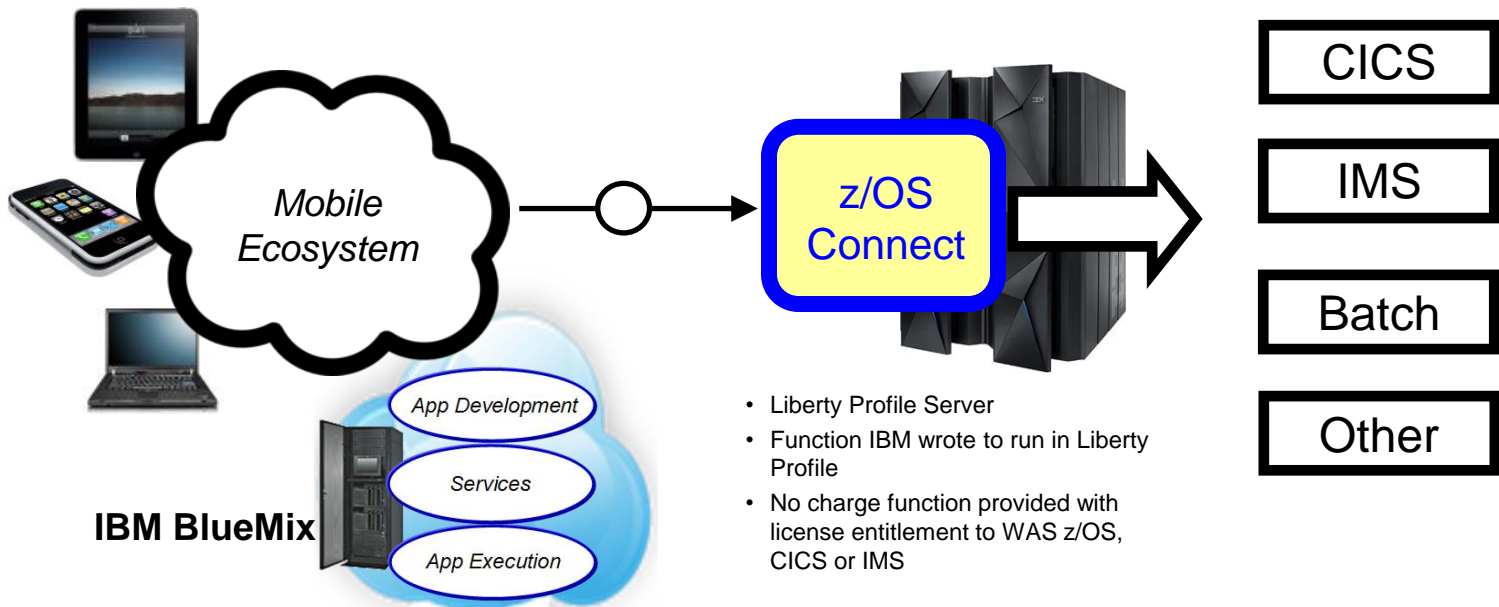 Mobile
Ecosystem
z/OS
Connect
IBM
CICS
IMS
Batch
Other
App Development
Services
App Execution
IBM BlueMix
• Liberty Profile Server
• Function IBM wrote to run in Liberty
Profile
• No charge function provided with
license entitlement to WAS z/OS,
CICS or IMS